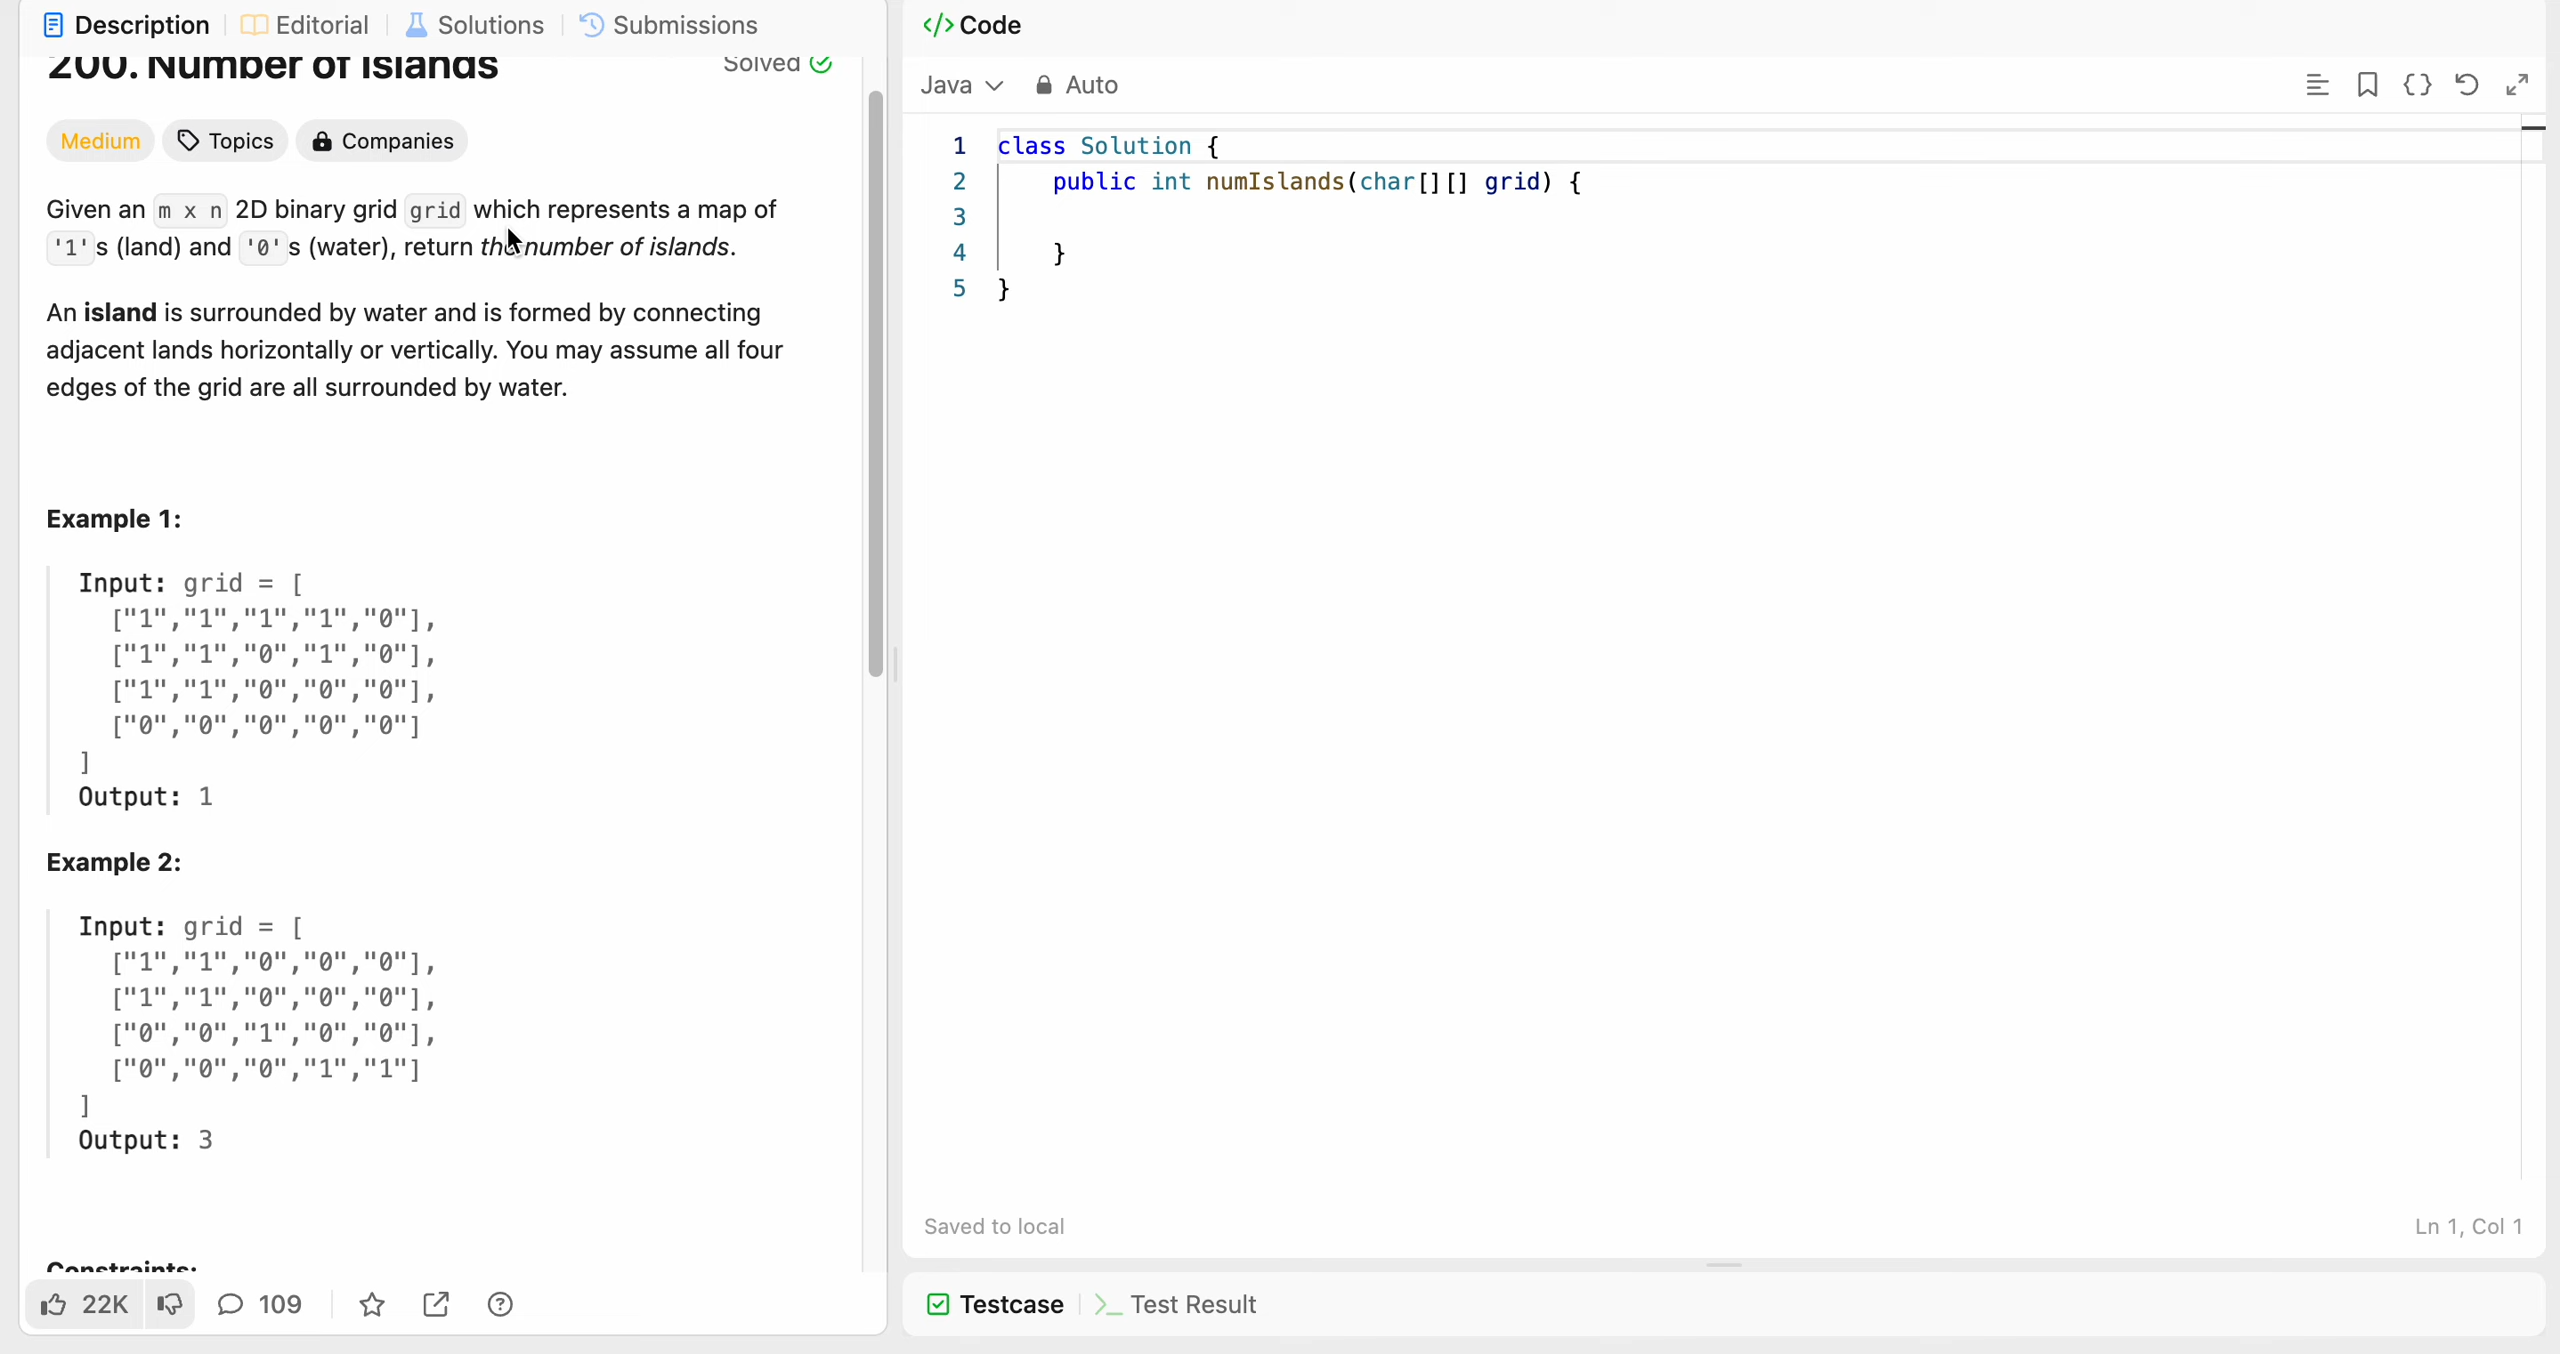 Description Editorial Solutions Submissions
200. Number of Islands Solved
Medium Topics Companies
Given an m x n 2D binary grid grid which represents a map of
'1's (land) and '0's (water), return the number of islands.
An island is surrounded by water and is formed by connecting
adjacent lands horizontally or vertically. You may assume all four
edges of the grid are all surrounded by water.
Example 1:
Input: grid = [
["1","1","1","1","0"],
["1","1","0","1","0"],
["1","1","0","0","0"],
["0","0","0","0","0"]
]
Output: 1
Example 2:
Input: grid = [
["1","1","0","0","0"],
["1","1","0","0","0"],
["0","0","1","0","0"],
["0","0","0","1","1"]
]
Output: 3
Constraints:
22K 109
</> Code
Java Auto
1 class Solution {
2 public int numIslands(char[][] grid) {
3
4 }
5 }
Saved to local Ln 1, Col 1
Testcase >_ Test Result